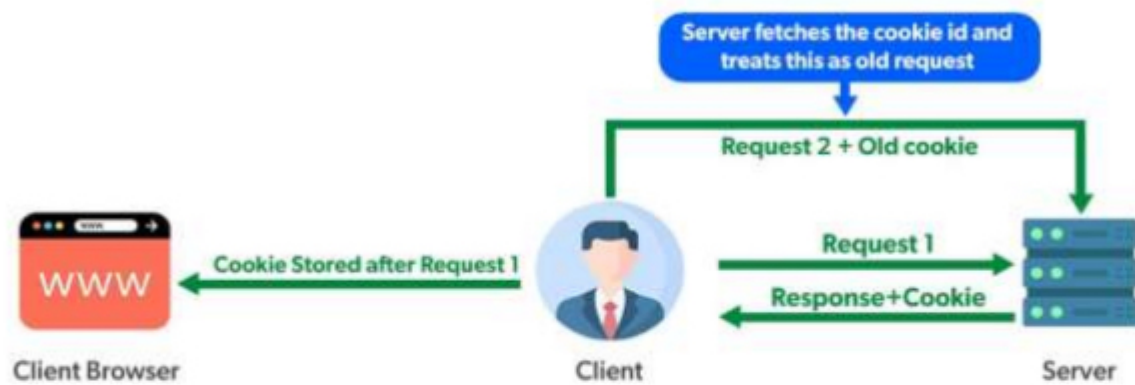 Server fetches the cookie id and
treats this as old request
Request 2 + Old cookie
www
WWW
Cookie Stored after Request 1
Request 1
Response+Cookie
Client Browser
Client
Server